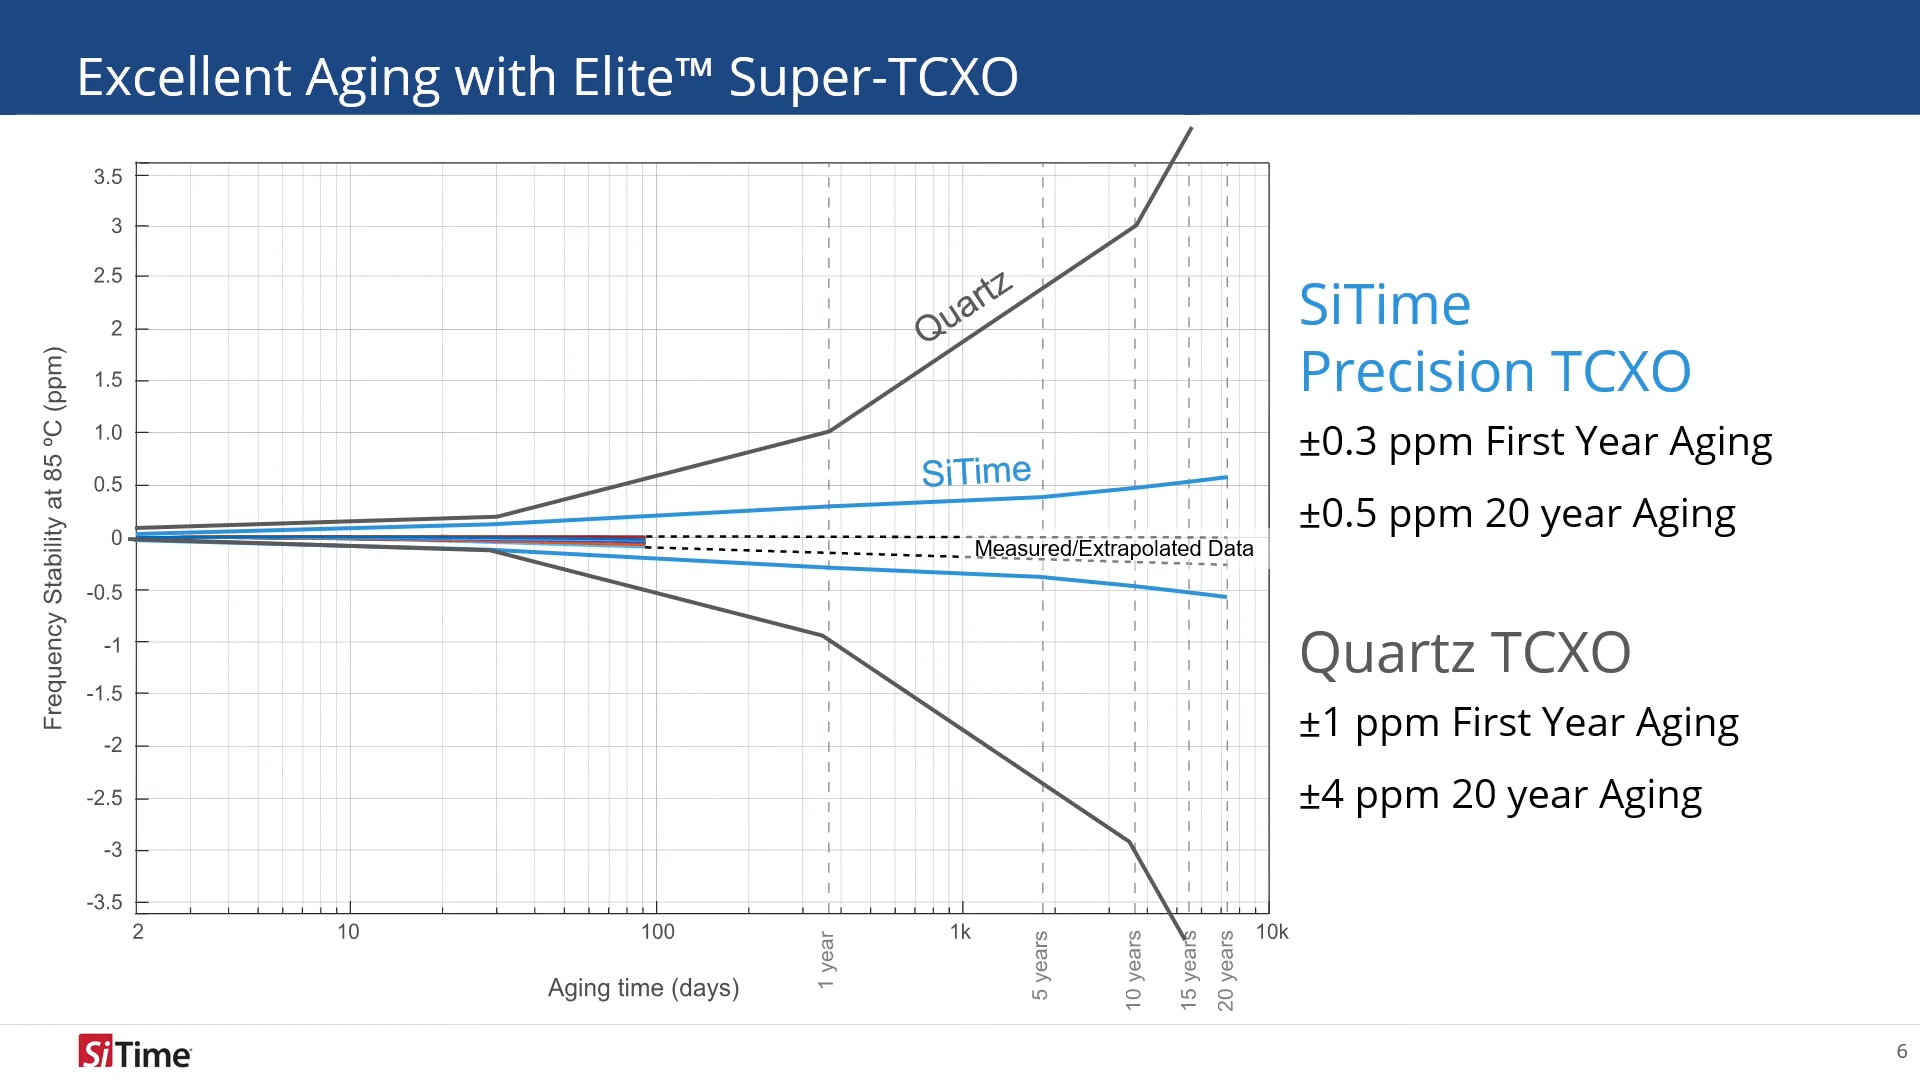 Excellent Aging with Elite™ Super-TCXO
3.5
3
2.5
2
1.5
1.0
0.5
0
-0.5
-1
-1.5
-2
-2.5
-3
-3.5
Frequency Stability at 85 ºC (ppm)
Quartz
SiTime
Measured/Extrapolated Data
2
10
100
1k
10k
1 year
5 years
10 years
15 years
20 years
Aging time (days)
SiTime
Precision TCXO
±0.3 ppm First Year Aging
±0.5 ppm 20 year Aging
Quartz TCXO
±1 ppm First Year Aging
±4 ppm 20 year Aging
SiTime
6